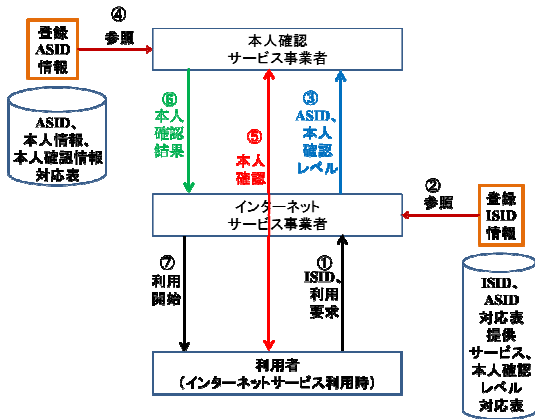 ④
参照
登録
ASID
情報
本人確認
サービス事業者
ASID、
本人情報、
本人確認情報
対応表
⑥
本人
確認
結果
⑤
本人
確認
③
ASID、
本人
確認
レベル
②
参照
登録
ISID
情報
インターネット
サービス事業者
⑦
利用
開始
①
ISID、
利用
要求
ISID、
ASID
対応表
提供
サービス、
本人確認
レベル
対応表
利用者
(インターネットサービス利用時)